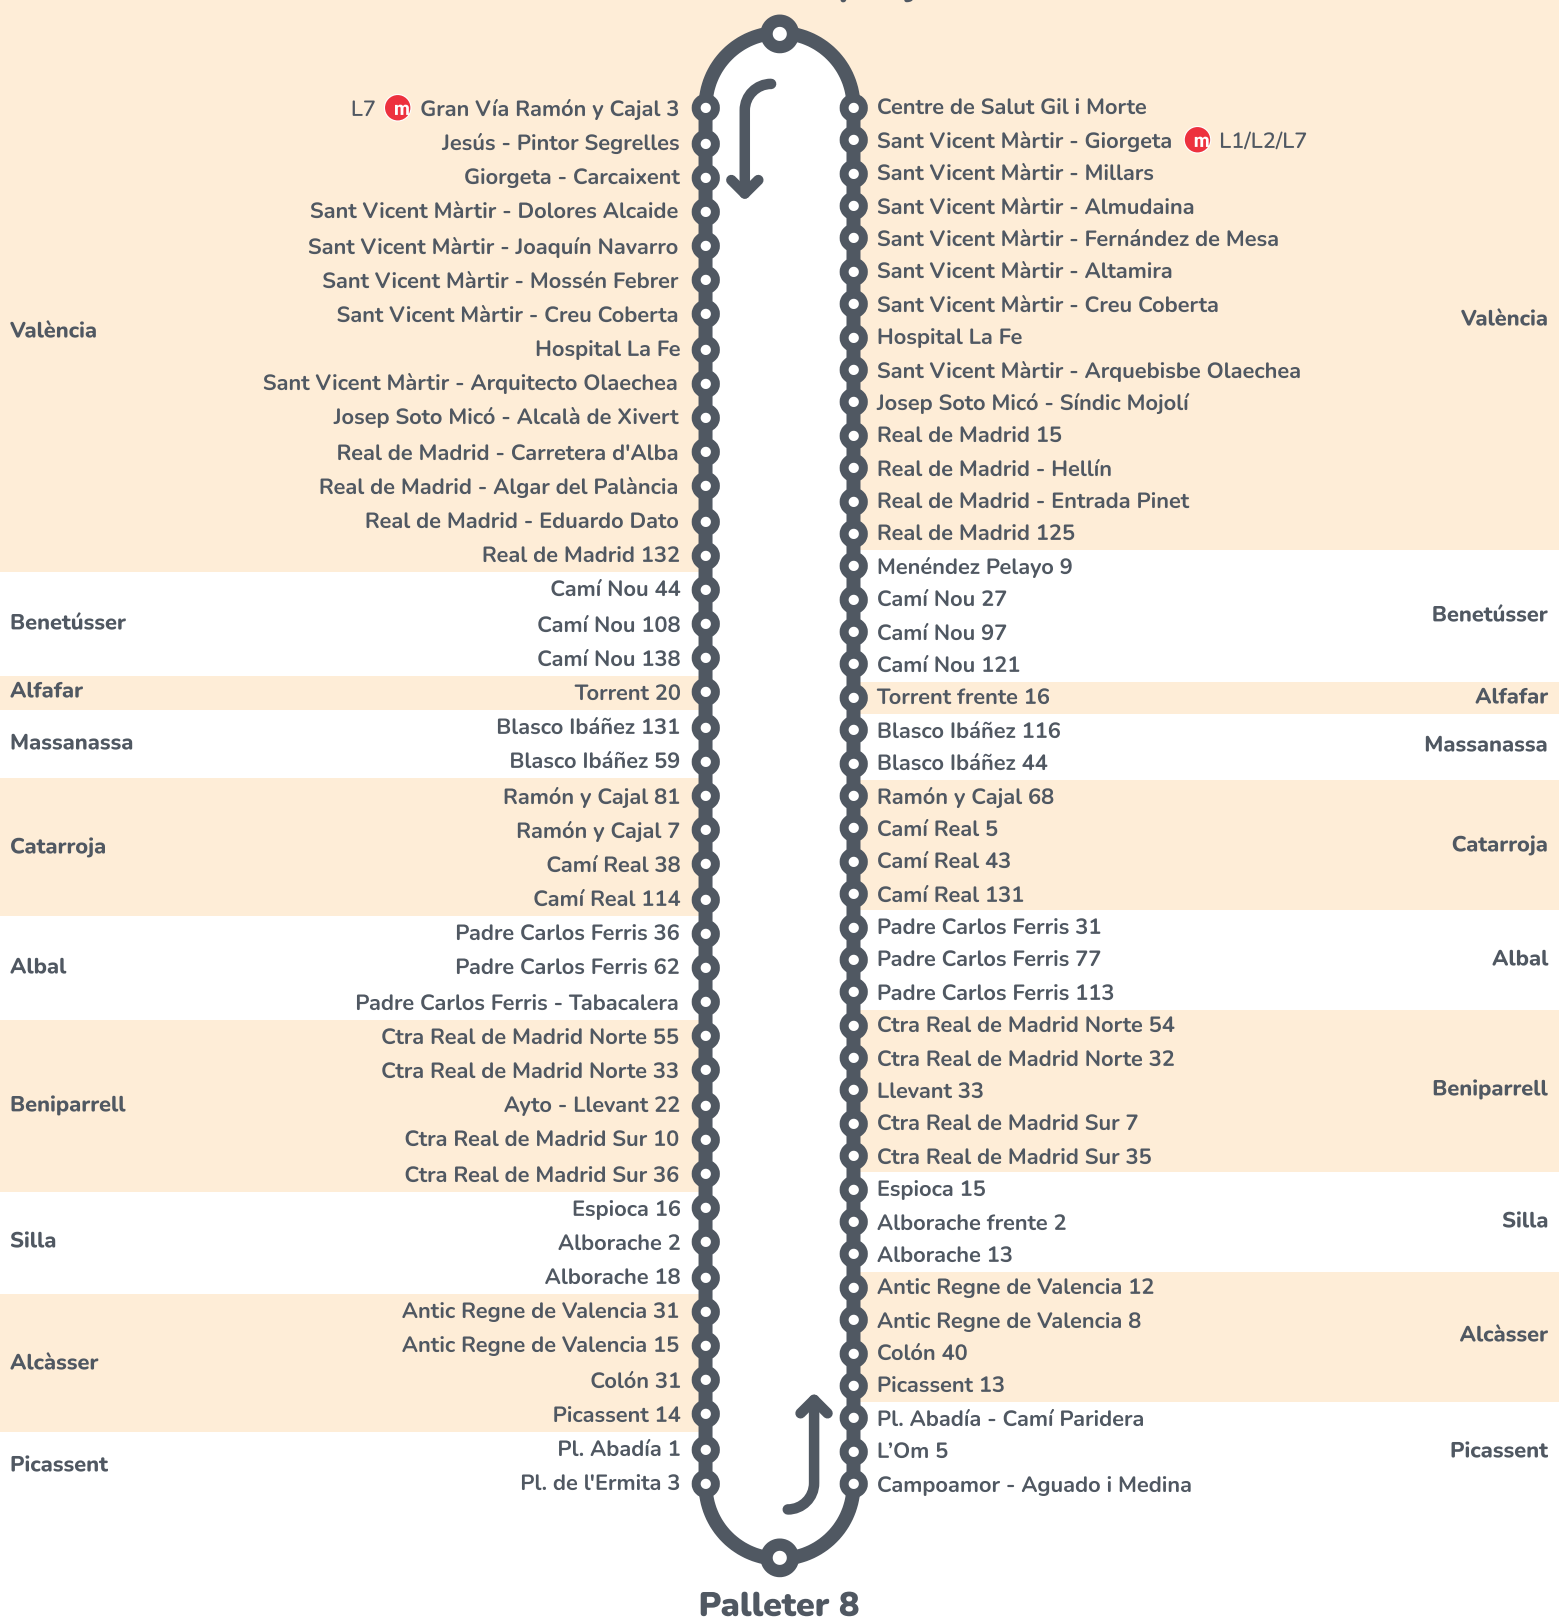 L7 m Gran Vía Ramón y Cajal 3
Jesús - Pintor Segrelles
Giorgeta - Carcaixent
Sant Vicent Màrtir - Dolores Alcaide
Sant Vicent Màrtir - Joaquín Navarro
Sant Vicent Màrtir - Mossén Febrer
Sant Vicent Màrtir - Creu Coberta
València
Hospital La Fe
Sant Vicent Màrtir - Arquitecto Olaechea
Josep Soto Micó - Alcalà de Xivert
Real de Madrid - Carretera d'Alba
Real de Madrid - Algar del Palància
Real de Madrid - Eduardo Dato
Real de Madrid 132
Camí Nou 44
Benetússer
Camí Nou 108
Camí Nou 138
Alfafar
Torrent 20
Blasco Ibáñez 131
Massanassa
Blasco Ibáñez 59
Ramón y Cajal 81
Ramón y Cajal 7
Catarroja
Camí Real 38
Camí Real 114
Padre Carlos Ferris 36
Albal
Padre Carlos Ferris 62
Padre Carlos Ferris - Tabacalera
Ctra Real de Madrid Norte 55
Ctra Real de Madrid Norte 33
Beniparrell
Ayto - Llevant 22
Ctra Real de Madrid Sur 10
Ctra Real de Madrid Sur 36
Espioca 16
Silla
Alborache 2
Alborache 18
Antic Regne de Valencia 31
Antic Regne de Valencia 15
Alcàsser
Colón 31
Picassent 14
Pl. Abadía 1
Picassent
Pl. de l'Ermita 3
Centre de Salut Gil i Morte
Sant Vicent Màrtir - Giorgeta m L1/L2/L7
Sant Vicent Màrtir - Millars
Sant Vicent Màrtir - Almudaina
Sant Vicent Màrtir - Fernández de Mesa
Sant Vicent Màrtir - Altamira
Sant Vicent Màrtir - Creu Coberta
València
Hospital La Fe
Sant Vicent Màrtir - Arquebisbe Olaechea
Josep Soto Micó - Síndic Mojolí
Real de Madrid 15
Real de Madrid - Hellín
Real de Madrid - Entrada Pinet
Real de Madrid 125
Menéndez Pelayo 9
Camí Nou 27
Benetússer
Camí Nou 97
Camí Nou 121
Torrent frente 16
Alfafar
Blasco Ibáñez 116
Massanassa
Blasco Ibáñez 44
Ramón y Cajal 68
Camí Real 5
Catarroja
Camí Real 43
Camí Real 131
Padre Carlos Ferris 31
Padre Carlos Ferris 77
Albal
Padre Carlos Ferris 113
Ctra Real de Madrid Norte 54
Ctra Real de Madrid Norte 32
Llevant 33
Beniparrell
Ctra Real de Madrid Sur 7
Ctra Real de Madrid Sur 35
Espioca 15
Alborache frente 2
Silla
Alborache 13
Antic Regne de Valencia 12
Antic Regne de Valencia 8
Alcàsser
Colón 40
Picassent 13
Pl. Abadía - Camí Paridera
L’Om 5
Picassent
Campoamor - Aguado i Medina
Palleter 8